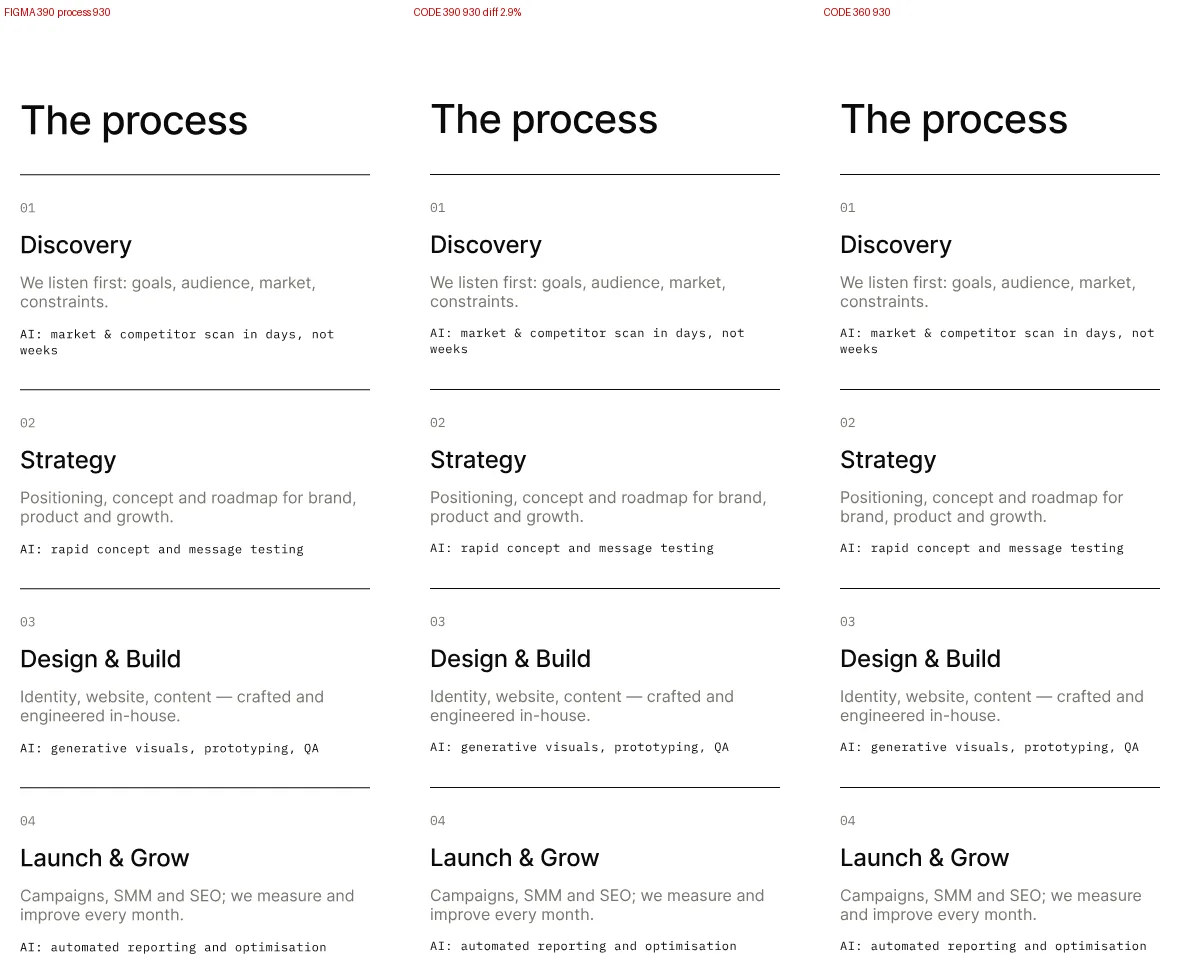 FIGMA 390 process 930
The process
01
Discovery
We listen first: goals, audience, market,
constraints.
AI: market & competitor scan in days, not
weeks
02
Strategy
Positioning, concept and roadmap for brand,
product and growth.
AI: rapid concept and message testing
03
Design & Build
Identity, website, content — crafted and
engineered in-house.
AI: generative visuals, prototyping, QA
04
Launch & Grow
Campaigns, SMM and SEO; we measure and
improve every month.
AI: automated reporting and optimisation
CODE 390 930 diff 2.9%
The process
01
Discovery
We listen first: goals, audience, market,
constraints.
AI: market & competitor scan in days, not
weeks
02
Strategy
Positioning, concept and roadmap for brand,
product and growth.
AI: rapid concept and message testing
03
Design & Build
Identity, website, content — crafted and
engineered in-house.
AI: generative visuals, prototyping, QA
04
Launch & Grow
Campaigns, SMM and SEO; we measure and
improve every month.
AI: automated reporting and optimisation
CODE 360 930
The process
01
Discovery
We listen first: goals, audience, market,
constraints.
AI: market & competitor scan in days, not
weeks
02
Strategy
Positioning, concept and roadmap for
brand, product and growth.
AI: rapid concept and message testing
03
Design & Build
Identity, website, content — crafted and
engineered in-house.
AI: generative visuals, prototyping, QA
04
Launch & Grow
Campaigns, SMM and SEO; we measure
and improve every month.
AI: automated reporting and optimisation